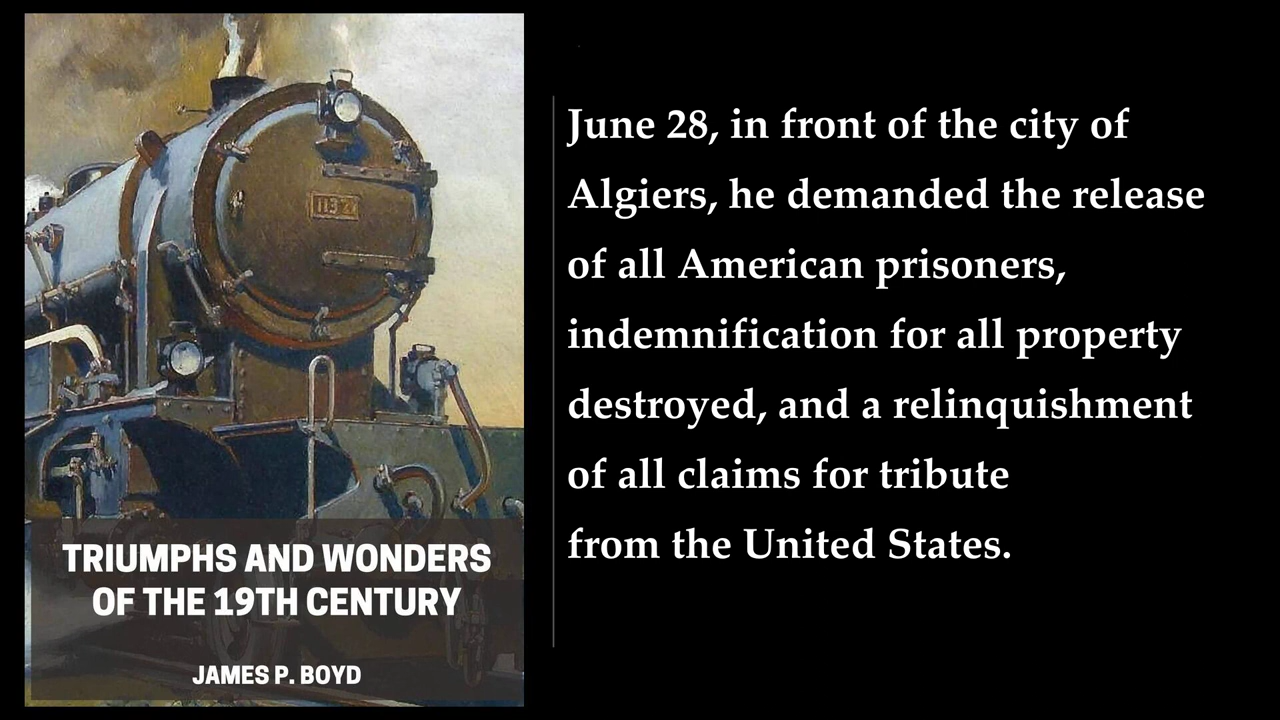 TRIUMPHS AND WONDERS
OF THE 19TH CENTURY
JAMES P. BOYD
June 28, in front of the city of
Algiers, he demanded the release
of all American prisoners,
indemnification for all property
destroyed, and a relinquishment
of all claims for tribute
from the United States.